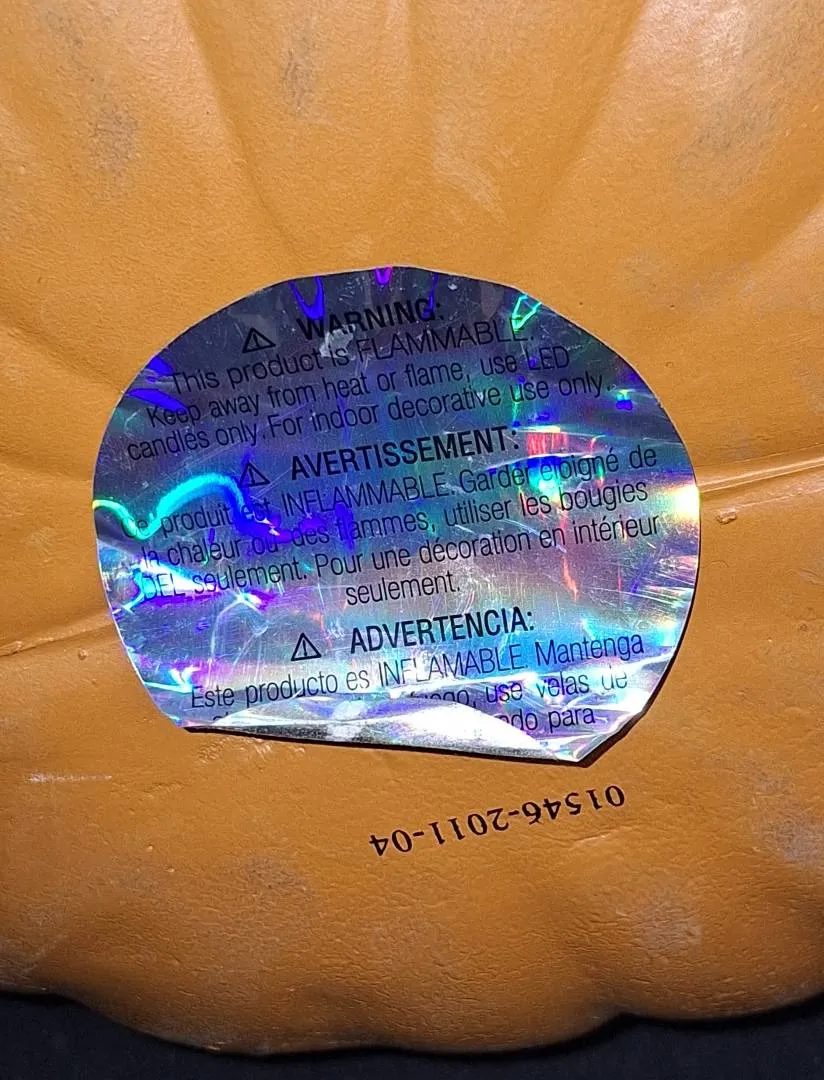 ⚠ WARNING:
This product is FLAMMABLE.
Keep away from heat or flame, use LED
candles only. For indoor decorative use only.
⚠ AVERTISSEMENT:
Ce produit est INFLAMMABLE. Garder éloigné de
la chaleur ou des flammes, utiliser les bougies
DEL seulement. Pour une décoration en intérieur
seulement.
⚠ ADVERTENCIA:
Este producto es INFLAMABLE Mantenga
use velas de
para
01546-2011-04